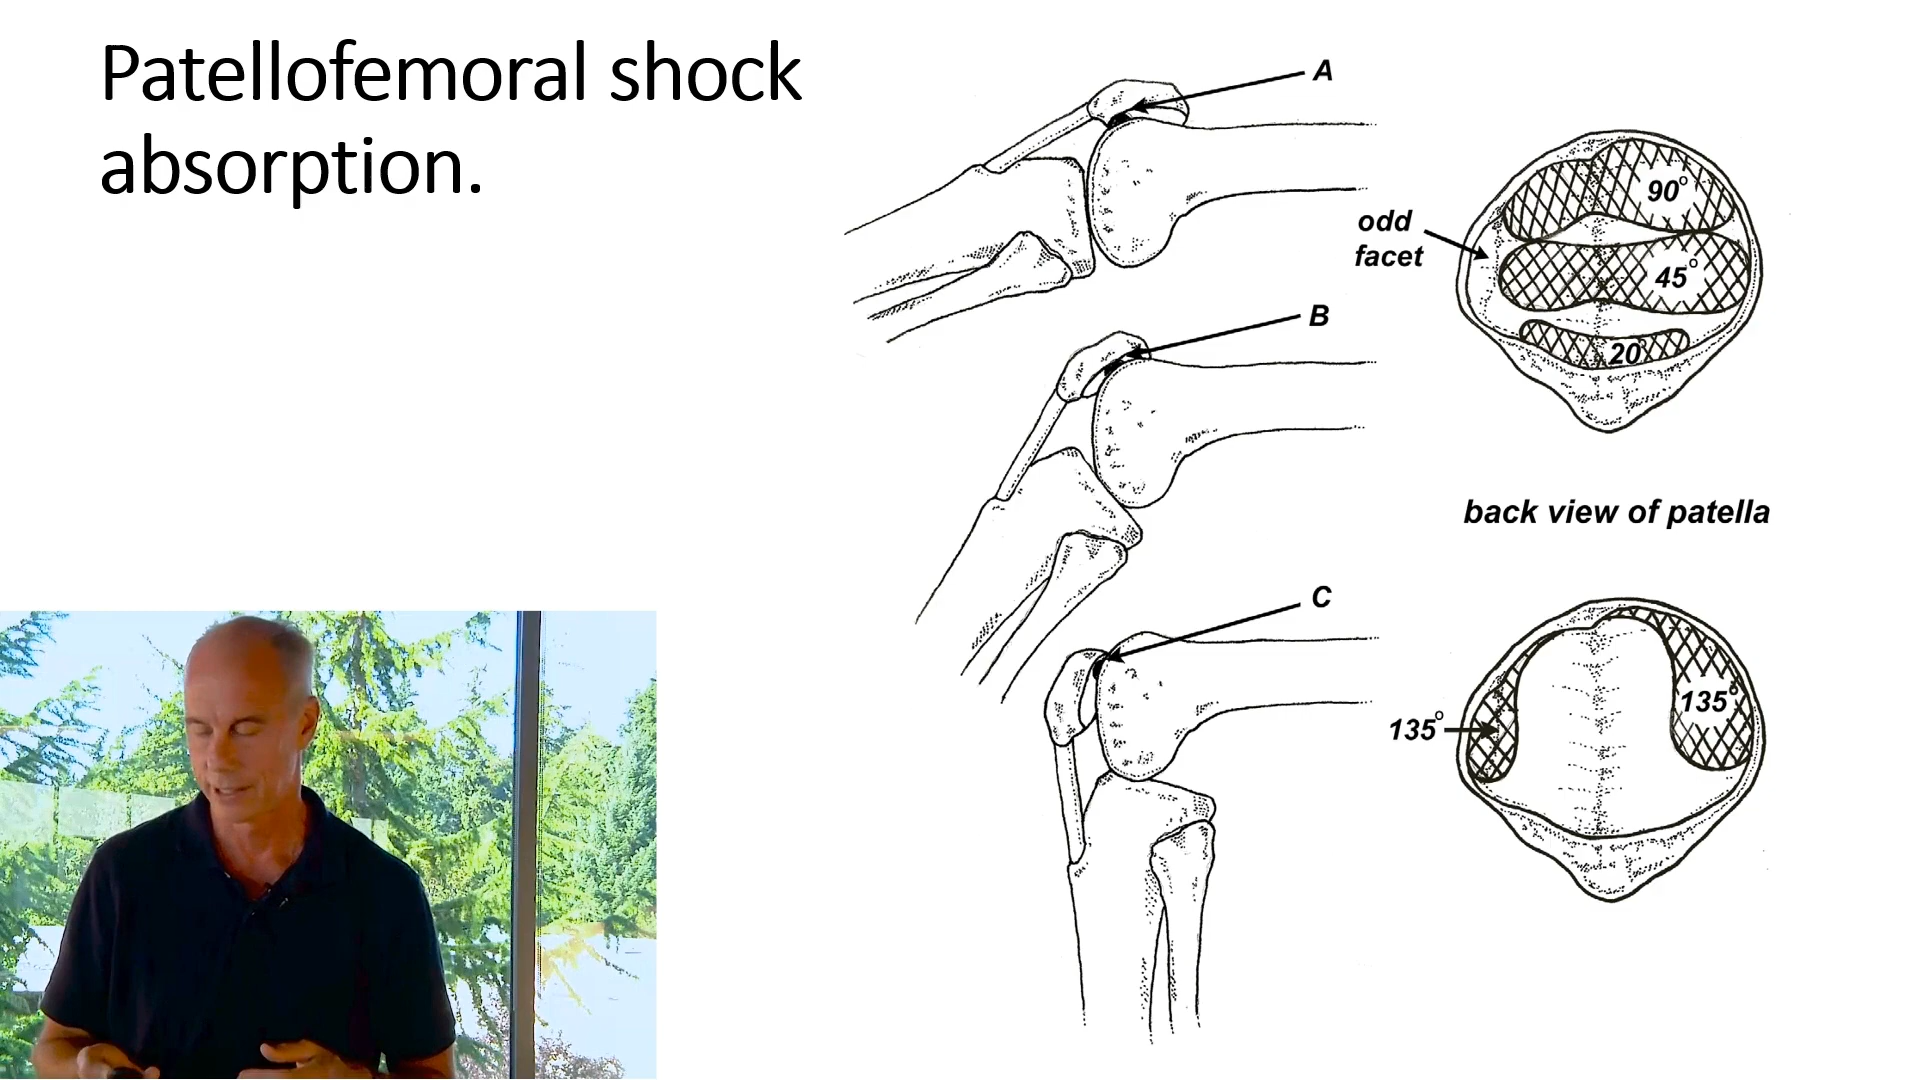 Patellofemoral shock
absorption.
A
odd
facet
90°
45°
20
B
back view of patella
C
135°
135°